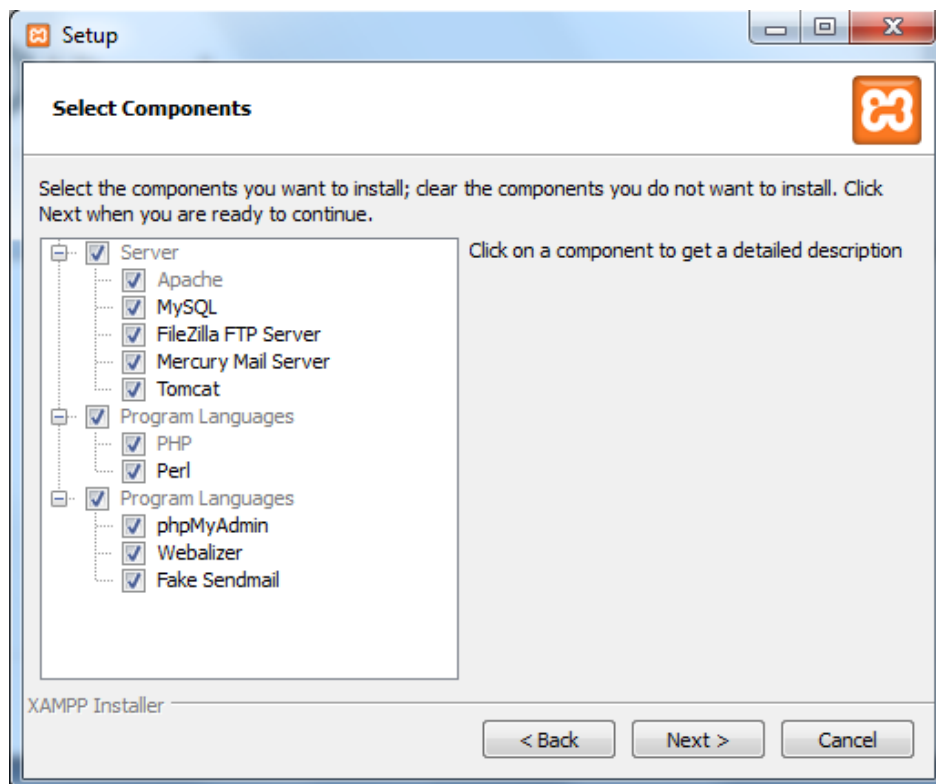 Setup
Select Components
Select the components you want to install; clear the components you do not want to install. Click
Next when you are ready to continue.
Server
Apache
MySQL
FileZilla FTP Server
Mercury Mail Server
Tomcat
Program Languages
PHP
Perl
Program Languages
phpMyAdmin
Webalizer
Fake Sendmail
Click on a component to get a detailed description
XAMPP Installer
< Back
Next >
Cancel